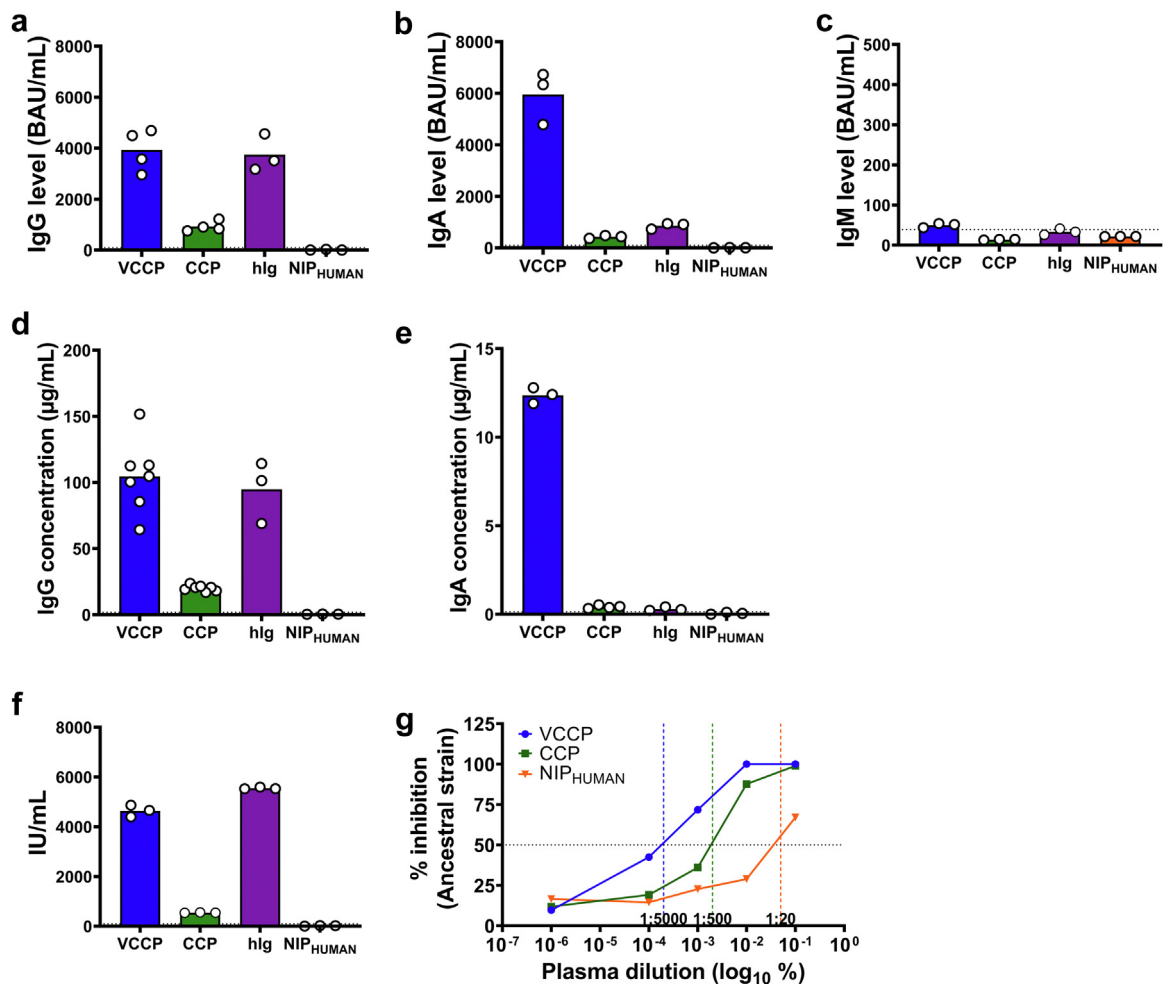 a
IgG level (BAU/mL)
8000
6000
4000
2000
0
VCCP CCP hIg NIPHUMAN
b
IgA level (BAU/mL)
8000
6000
4000
2000
0
VCCP CCP hIg NIPHUMAN
c
IgM level (BAU/mL)
500
400
300
200
100
0
VCCP CCP hIg NIPHUMAN
d
IgG concentration (µg/mL)
200
150
100
50
0
VCCP CCP hIg NIPHUMAN
e
IgA concentration (µg/mL)
15
10
5
0
VCCP CCP hIg NIPHUMAN
f
IU/mL
8000
6000
4000
2000
0
VCCP CCP hIg NIPHUMAN
g
% inhibition
(Ancestral strain)
125
100
75
50
25
0
VCCP
CCP
NIPHUMAN
1:5000 1:500 1:20
10⁻⁷ 10⁻⁶ 10⁻⁵ 10⁻⁴ 10⁻³ 10⁻² 10⁻¹ 10⁰
Plasma dilution (log₁₀ %)